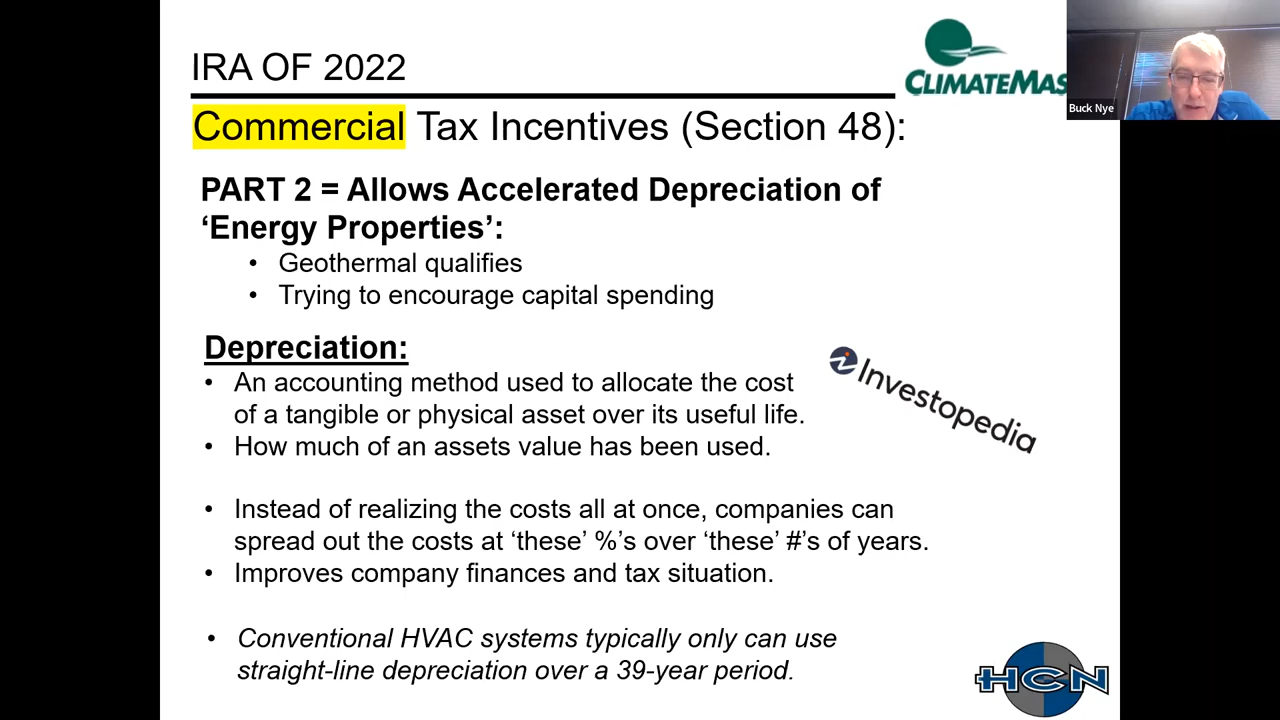 IRA OF 2022
CLIMATEMAS
Buck Nye
Commercial Tax Incentives (Section 48):
PART 2 = Allows Accelerated Depreciation of
‘Energy Properties’:
• Geothermal qualifies
• Trying to encourage capital spending
Depreciation:
• An accounting method used to allocate the cost
of a tangible or physical asset over its useful life.
• How much of an assets value has been used.
Investopedia
• Instead of realizing the costs all at once, companies can
spread out the costs at ‘these’ %’s over ‘these’ #’s of years.
• Improves company finances and tax situation.
• Conventional HVAC systems typically only can use
straight-line depreciation over a 39-year period.
HCN